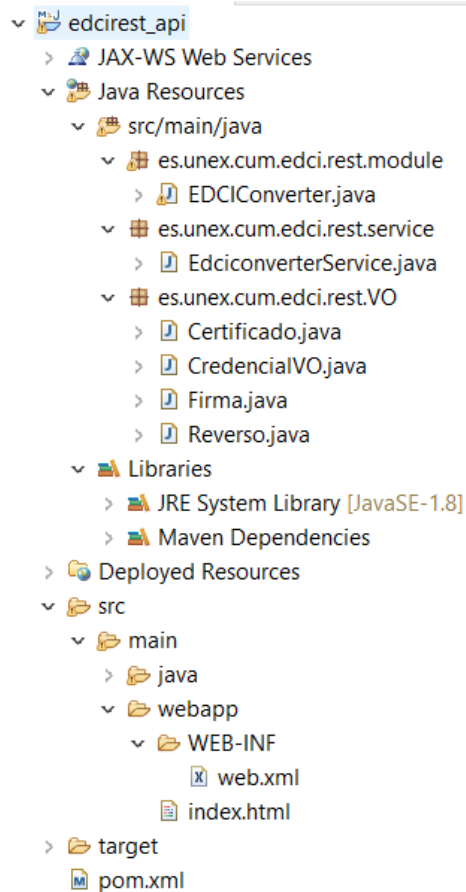 edcirest_api
JAX-WS Web Services
Java Resources
src/main/java
es.unex.cum.edci.rest.module
EDCIConverter.java
es.unex.cum.edci.rest.service
EdciconverterService.java
es.unex.cum.edci.rest.VO
Certificado.java
CredencialVO.java
Firma.java
Reverso.java
Libraries
JRE System Library [JavaSE-1.8]
Maven Dependencies
Deployed Resources
src
main
java
webapp
WEB-INF
web.xml
index.html
target
pom.xml